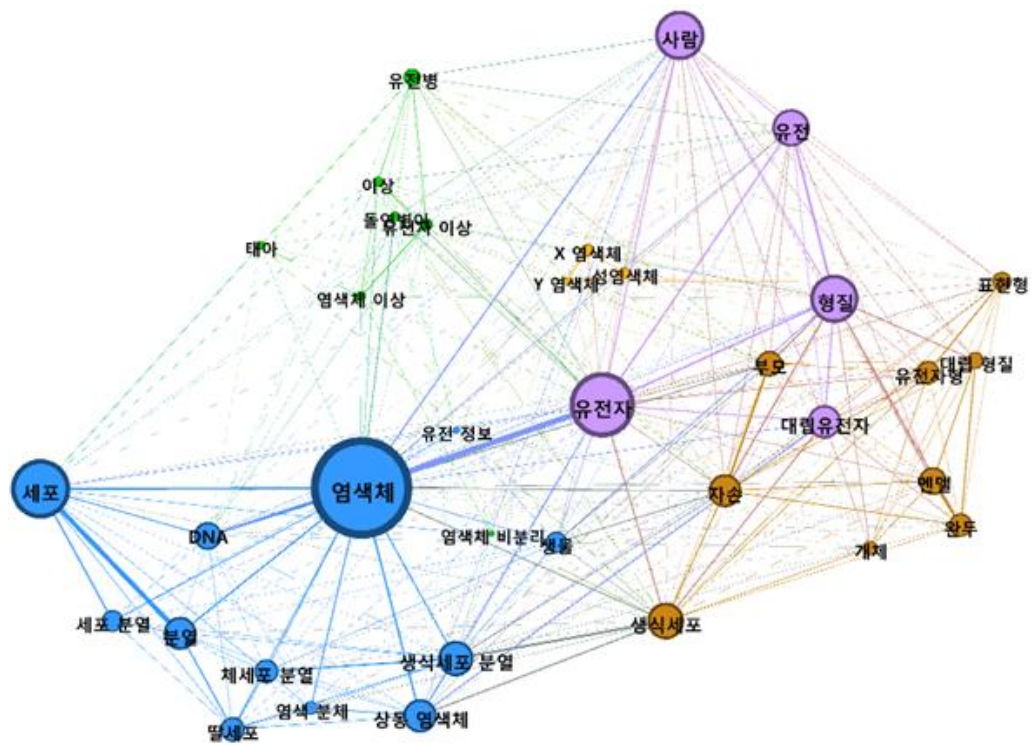 사람
유전병
유전
이상
돌연변이
유전자 이상
태아
X 염색체
Y 염색체
성염색체
염색체 이상
표현형
형질
부모
대립 형질
유전자형
유전자
대립유전자
유전 정보
세포
염색체
자손
멘델
DNA
염색체 비분리
생물
완두
개체
세포 분열
분열
생식세포
생식세포 분열
체세포 분열
염색 분체
상동 염색체
딸세포